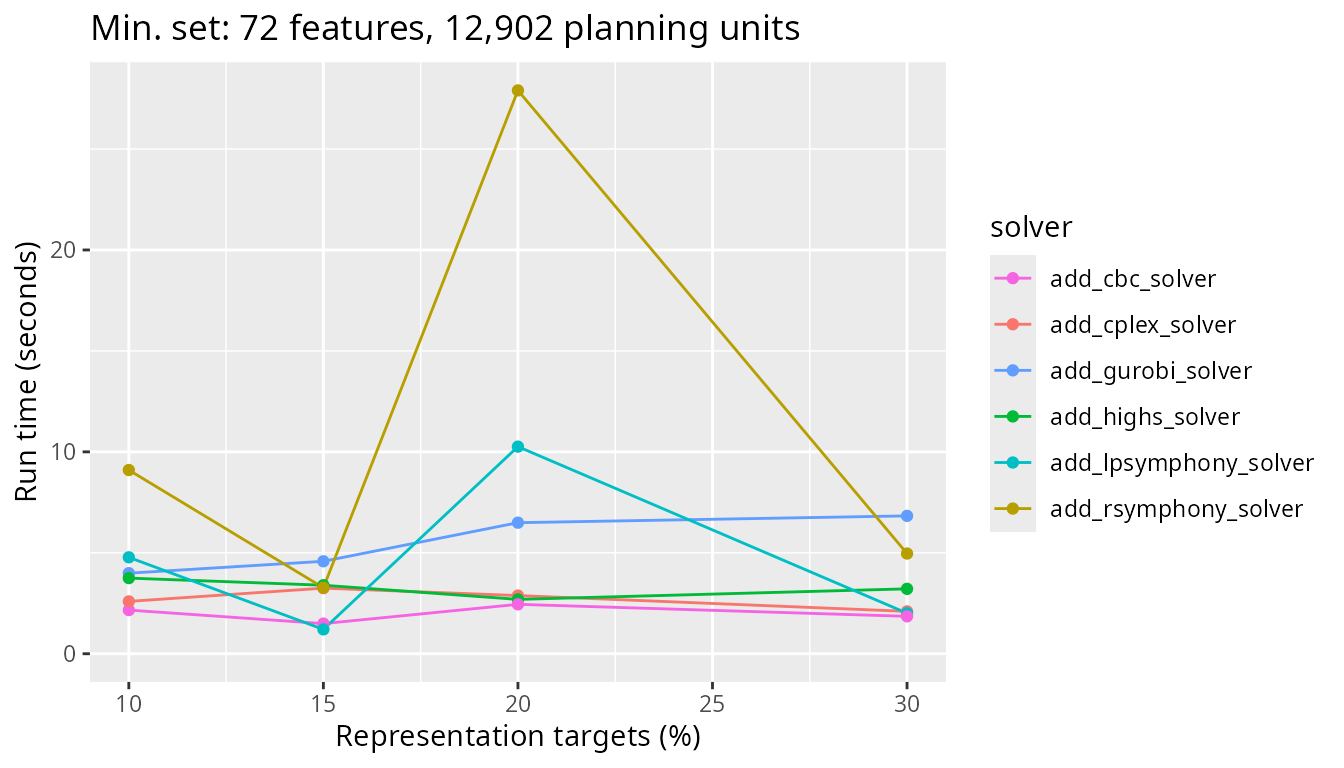 Min. set: 72 features, 12,902 planning units
Run time (seconds)
20
10
0
10 15 20 25 30
Representation targets (%)
solver
add_cbc_solver
add_cplex_solver
add_gurobi_solver
add_highs_solver
add_lpsymphony_solver
add_rsymphony_solver